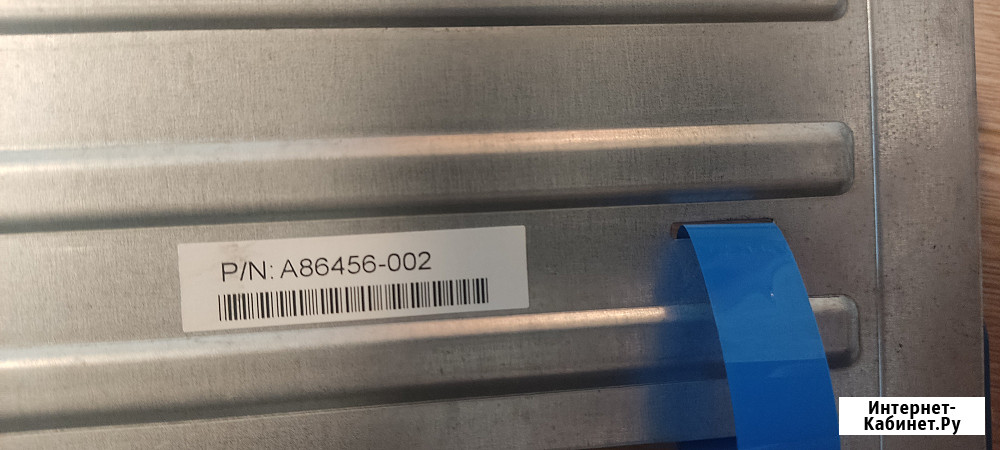 P/N: A86456-002
Интернет-
Кабинет.Ру